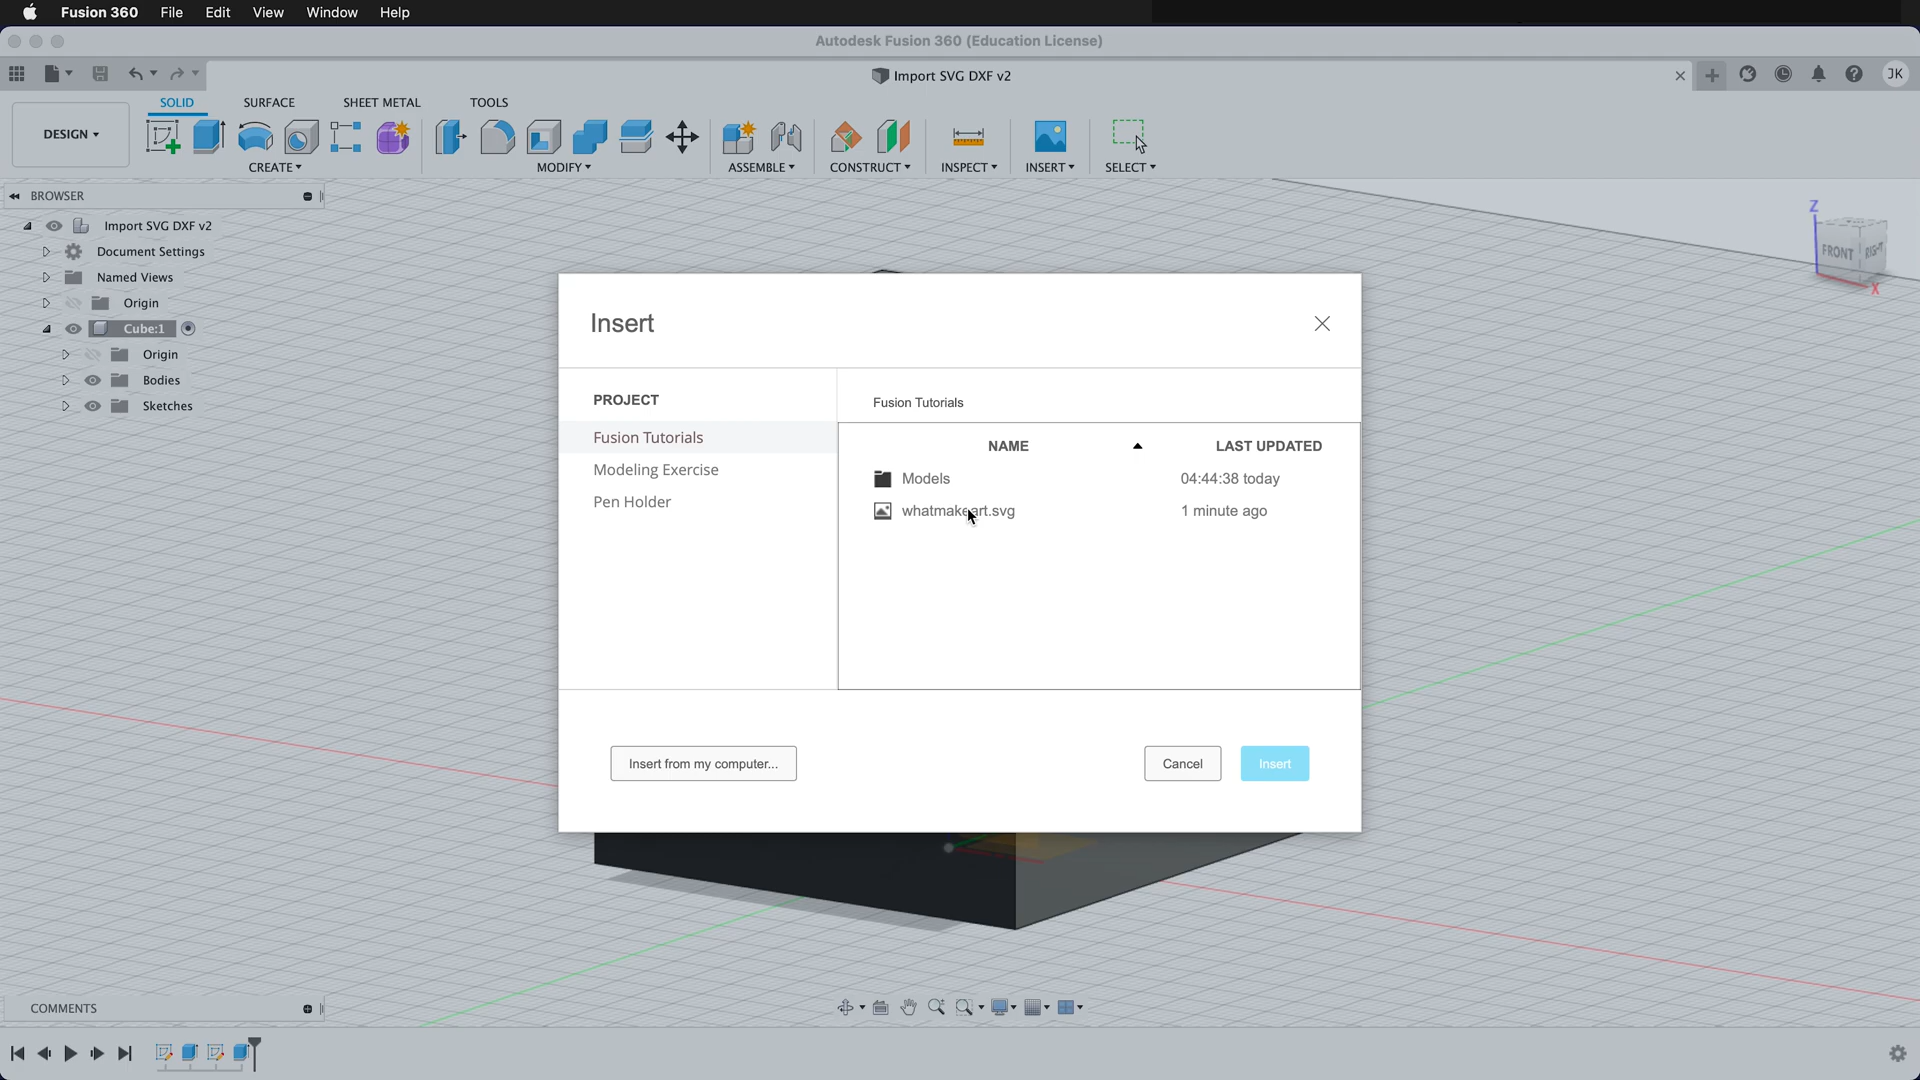 Fusion 360 File Edit View Window Help
Autodesk Fusion 360 (Education License)
Import SVG DXF v2
JK
SOLID SURFACE SHEET METAL TOOLS
DESIGN
CREATE MODIFY ASSEMBLE CONSTRUCT INSPECT INSERT SELECT
BROWSER
Import SVG DXF v2
Document Settings
Named Views
Origin
Cube:1
Origin
Bodies
Sketches
Z
FRONT RIGHT
X
Insert
PROJECT
Fusion Tutorials
Modeling Exercise
Pen Holder
Fusion Tutorials
NAME LAST UPDATED
Models 04:44:38 today
whatmakeart.svg 1 minute ago
Insert from my computer...
Cancel
Insert
COMMENTS